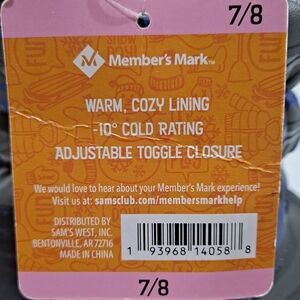 7/8
Member's Mark™
WARM, COZY LINING
-10° COLD RATING
ADJUSTABLE TOGGLE CLOSURE
We would love to hear about your Member's Mark experience!
Visit us at: samsclub.com/membersmarkhelp
DISTRIBUTED BY
SAM'S WEST, INC.
BENTONVILLE, AR 72716
MADE IN CHINA
1 93968 14058 8
7/8